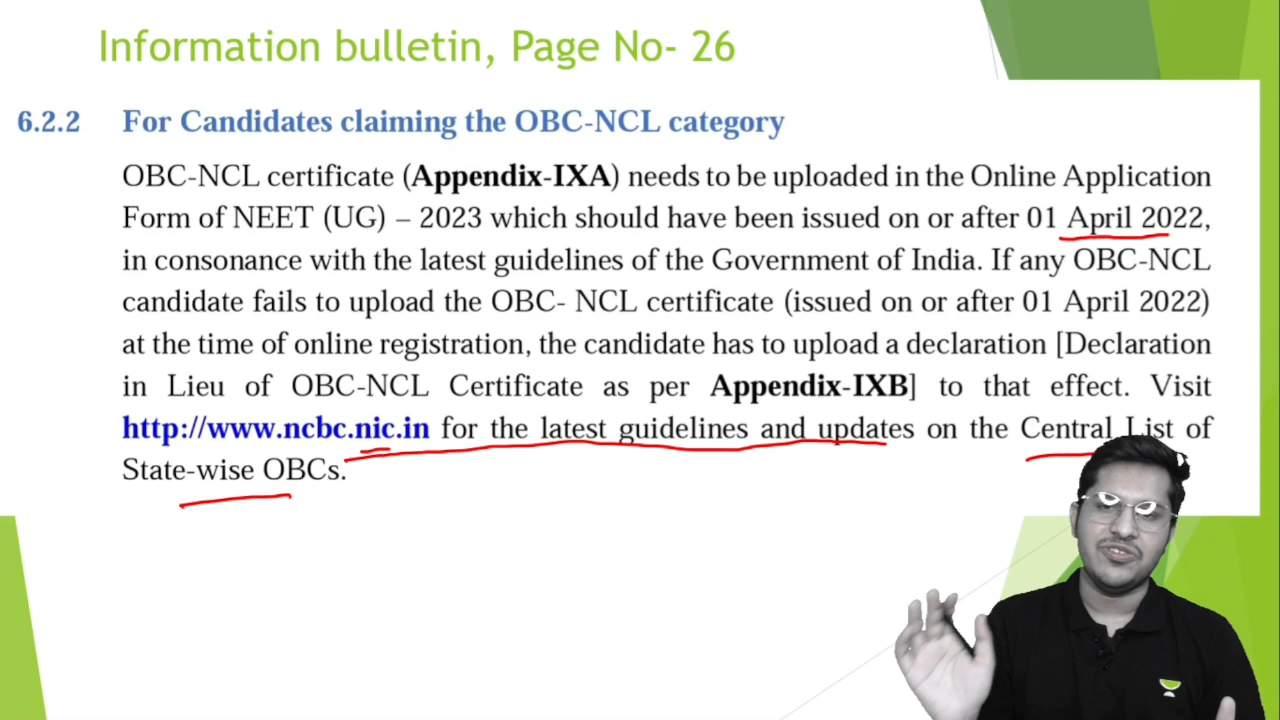 Information bulletin, Page No- 26
6.2.2 For Candidates claiming the OBC-NCL category
OBC-NCL certificate (Appendix-IXA) needs to be uploaded in the Online Application
Form of NEET (UG) – 2023 which should have been issued on or after 01 April 2022,
in consonance with the latest guidelines of the Government of India. If any OBC-NCL
candidate fails to upload the OBC- NCL certificate (issued on or after 01 April 2022)
at the time of online registration, the candidate has to upload a declaration [Declaration
in Lieu of OBC-NCL Certificate as per Appendix-IXB] to that effect. Visit
http://www.ncbc.nic.in for the latest guidelines and updates on the Central List of
State-wise OBCs.